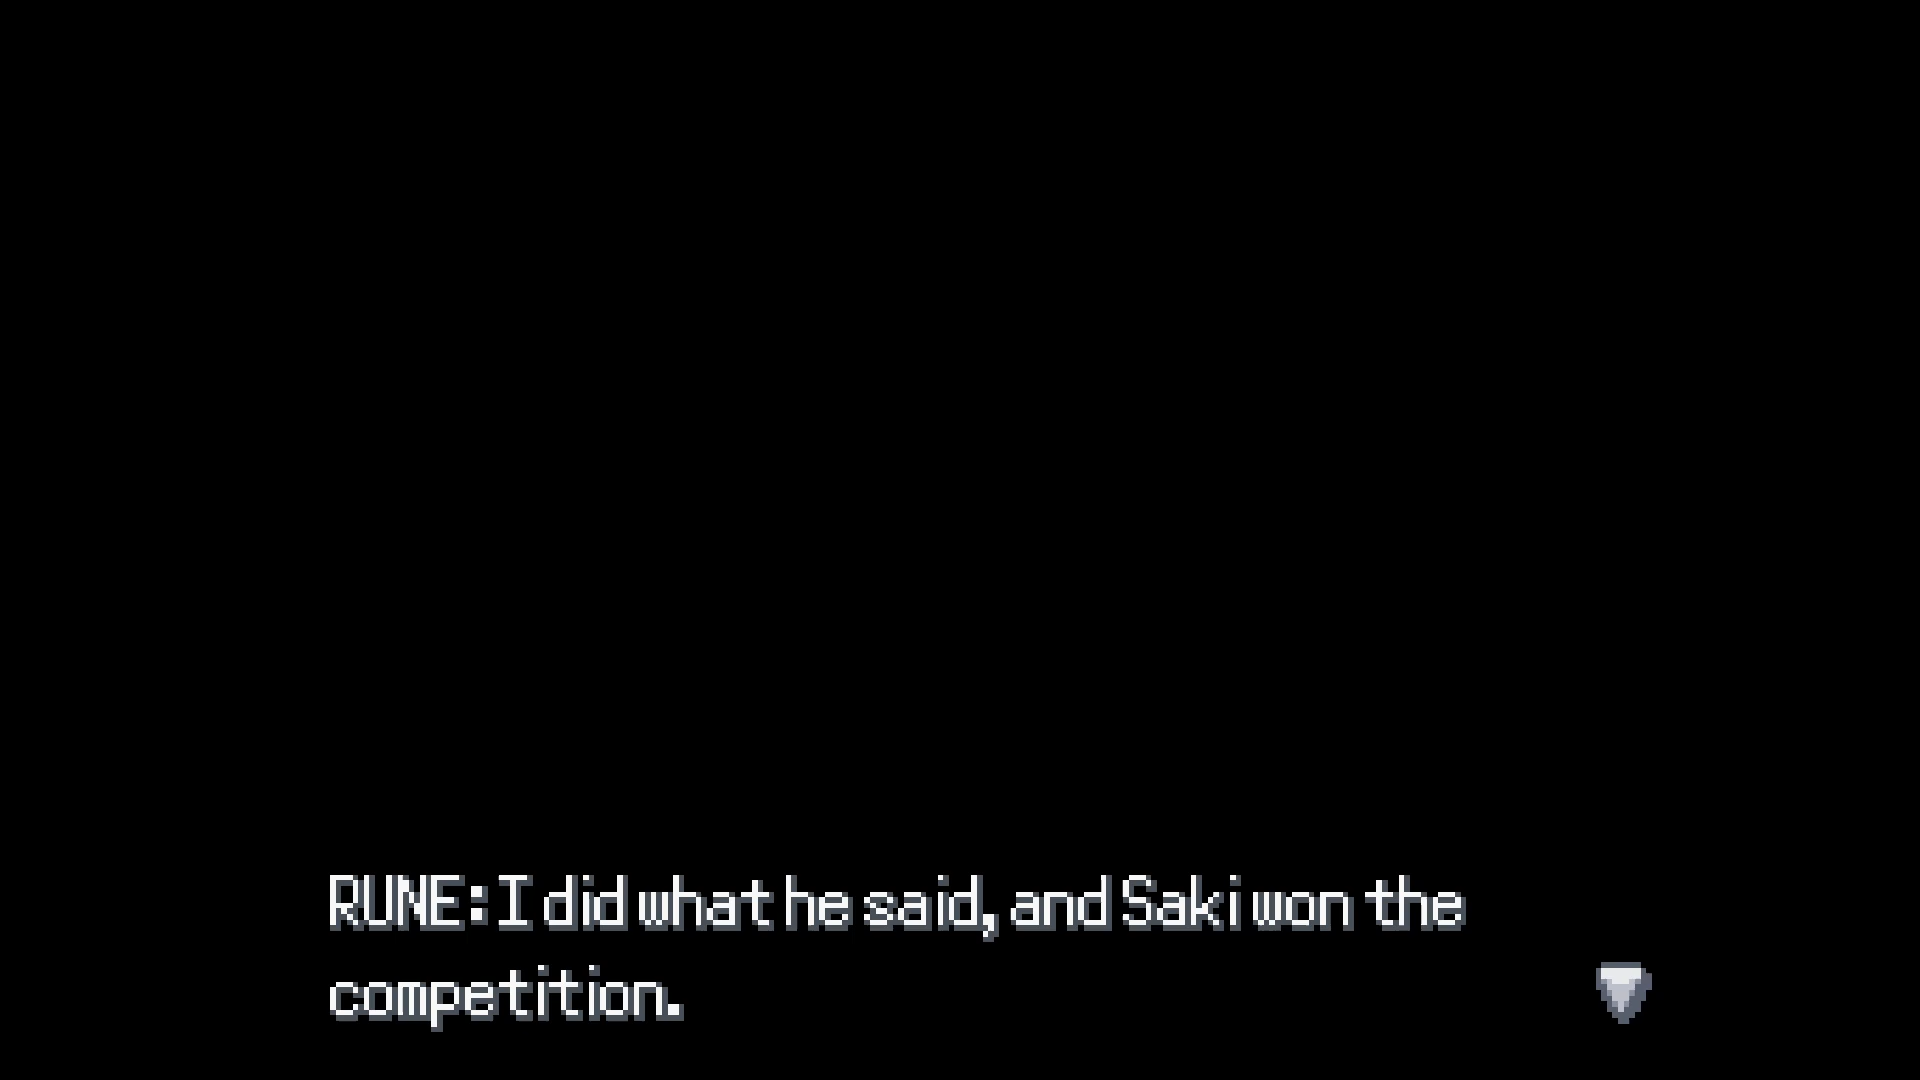 RUNE: I did what he said, and Saki won the
competition.